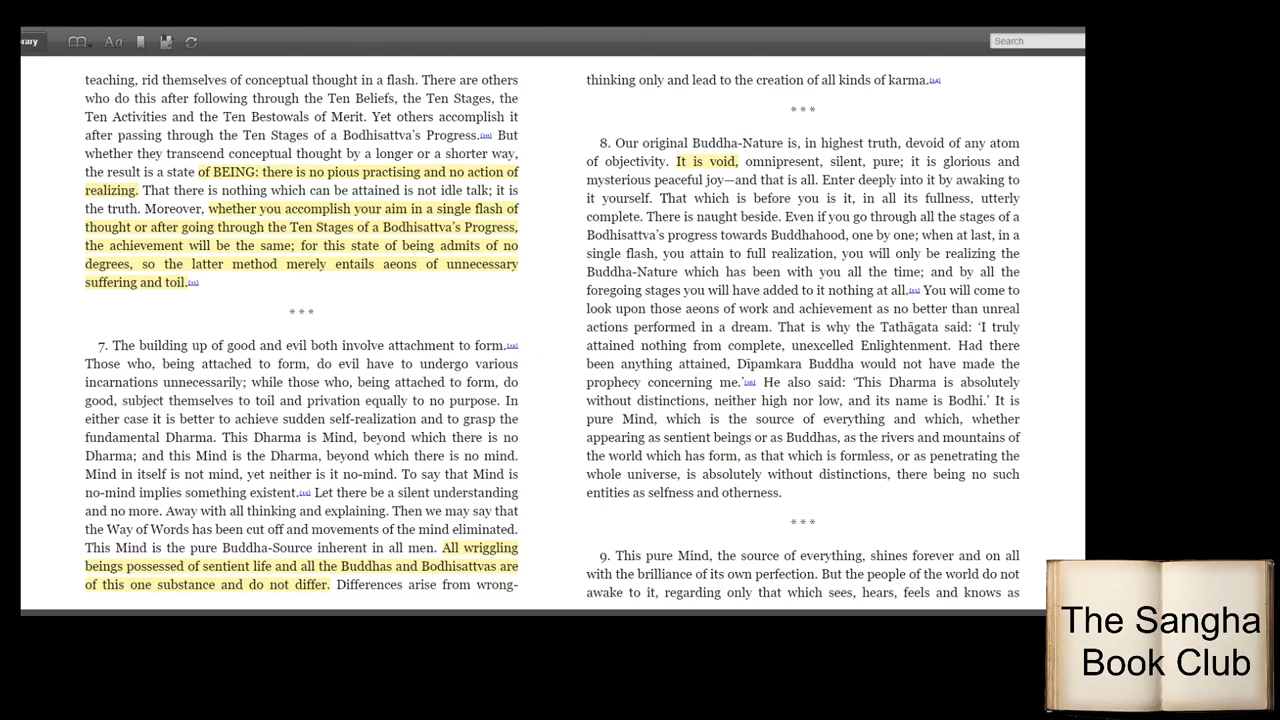 rary
Aa
Search
teaching, rid themselves of conceptual thought in a flash. There are others
who do this after following through the Ten Beliefs, the Ten Stages, the
Ten Activities and the Ten Bestowals of Merit. Yet others accomplish it
after passing through the Ten Stages of a Bodhisattva’s Progress.[10] But
whether they transcend conceptual thought by a longer or a shorter way,
the result is a state of BEING: there is no pious practising and no action of
realizing. That there is nothing which can be attained is not idle talk; it is
the truth. Moreover, whether you accomplish your aim in a single flash of
thought or after going through the Ten Stages of a Bodhisattva’s Progress,
the achievement will be the same; for this state of being admits of no
degrees, so the latter method merely entails aeons of unnecessary
suffering and toil.[11]
* * *
7. The building up of good and evil both involve attachment to form.[12]
Those who, being attached to form, do evil have to undergo various
incarnations unnecessarily; while those who, being attached to form, do
good, subject themselves to toil and privation equally to no purpose. In
either case it is better to achieve sudden self-realization and to grasp the
fundamental Dharma. This Dharma is Mind, beyond which there is no
Dharma; and this Mind is the Dharma, beyond which there is no mind.
Mind in itself is not mind, yet neither is it no-mind. To say that Mind is
no-mind implies something existent.[13] Let there be a silent understanding
and no more. Away with all thinking and explaining. Then we may say that
the Way of Words has been cut off and movements of the mind eliminated.
This Mind is the pure Buddha-Source inherent in all men. All wriggling
beings possessed of sentient life and all the Buddhas and Bodhisattvas are
of this one substance and do not differ. Differences arise from wrong-
thinking only and lead to the creation of all kinds of karma.[14]
* * *
8. Our original Buddha-Nature is, in highest truth, devoid of any atom
of objectivity. It is void, omnipresent, silent, pure; it is glorious and
mysterious peaceful joy—and that is all. Enter deeply into it by awaking to
it yourself. That which is before you is it, in all its fullness, utterly
complete. There is naught beside. Even if you go through all the stages of a
Bodhisattva’s progress towards Buddhahood, one by one; when at last, in a
single flash, you attain to full realization, you will only be realizing the
Buddha-Nature which has been with you all the time; and by all the
foregoing stages you will have added to it nothing at all.[15] You will come to
look upon those aeons of work and achievement as no better than unreal
actions performed in a dream. That is why the Tathāgata said: ‘I truly
attained nothing from complete, unexcelled Enlightenment. Had there
been anything attained, Dīpamkara Buddha would not have made the
prophecy concerning me.’[16] He also said: ‘This Dharma is absolutely
without distinctions, neither high nor low, and its name is Bodhi.’ It is
pure Mind, which is the source of everything and which, whether
appearing as sentient beings or as Buddhas, as the rivers and mountains of
the world which has form, as that which is formless, or as penetrating the
whole universe, is absolutely without distinctions, there being no such
entities as selfness and otherness.
* * *
9. This pure Mind, the source of everything, shines forever and on all
with the brilliance of its own perfection. But the people of the world do not
awake to it, regarding only that which sees, hears, feels and knows as
The Sangha
Book Club